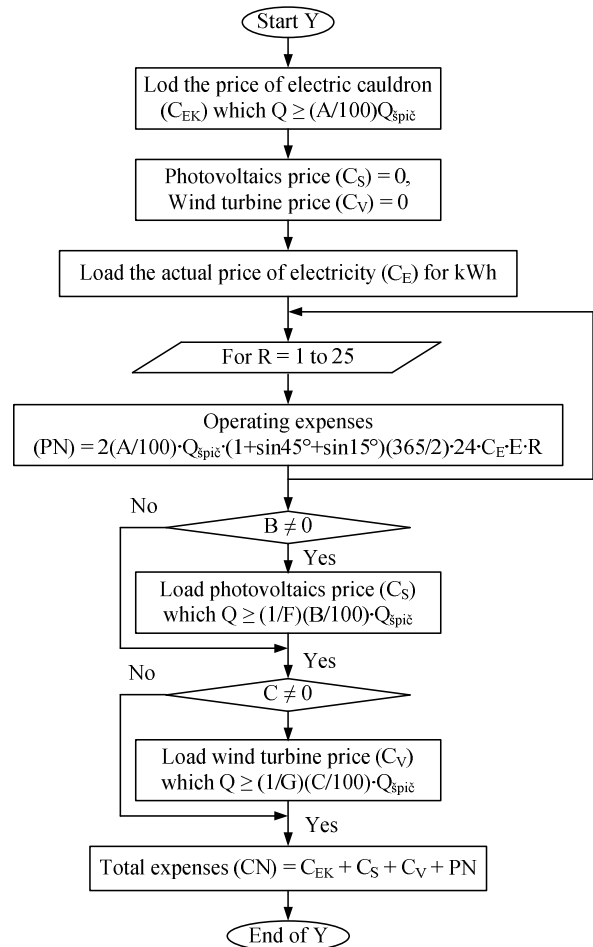 Start Y
Lod the price of electric cauldron
(C_EK) which Q ≥ (A/100)Q_špič
Photovoltaics price (C_S) = 0,
Wind turbine price (C_V) = 0
Load the actual price of electricity (C_E) for kWh
For R = 1 to 25
Operating expenses
(PN) = 2(A/100)·Q_špič·(1+sin45°+sin15°)(365/2)·24·C_E·E·R
No
B ≠ 0
Yes
Load photovoltaics price (C_S)
which Q ≥ (1/F)(B/100)·Q_špič
Yes
No
C ≠ 0
Load wind turbine price (C_V)
which Q ≥ (1/G)(C/100)·Q_špič
Yes
Total expenses (CN) = C_EK + C_S + C_V + PN
End of Y